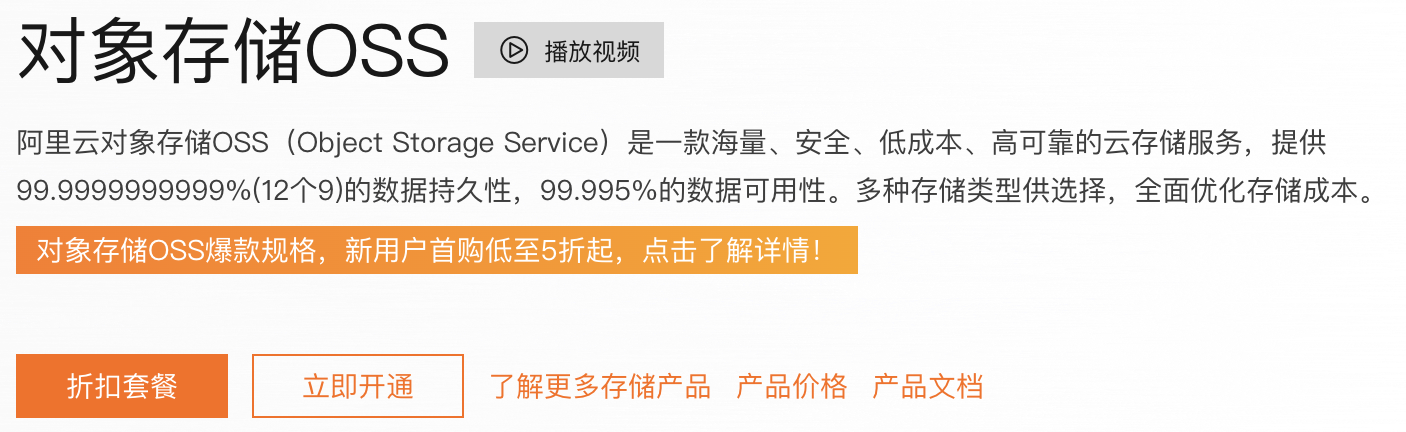 对象存储OSS 播放视频
阿里云对象存储OSS（Object Storage Service）是一款海量、安全、低成本、高可靠的云存储服务，提供
99.9999999999%(12个9)的数据持久性，99.995%的数据可用性。多种存储类型供选择，全面优化存储成本。
对象存储OSS爆款规格，新用户首购低至5折起，点击了解详情！
折扣套餐 立即开通 了解更多存储产品 产品价格 产品文档